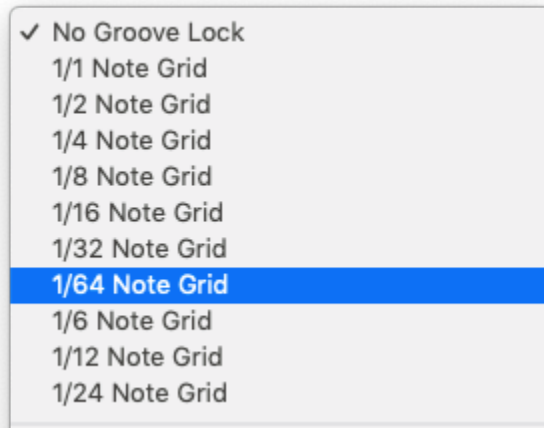 ✓ No Groove Lock
1/1 Note Grid
1/2 Note Grid
1/4 Note Grid
1/8 Note Grid
1/16 Note Grid
1/32 Note Grid
1/64 Note Grid
1/6 Note Grid
1/12 Note Grid
1/24 Note Grid